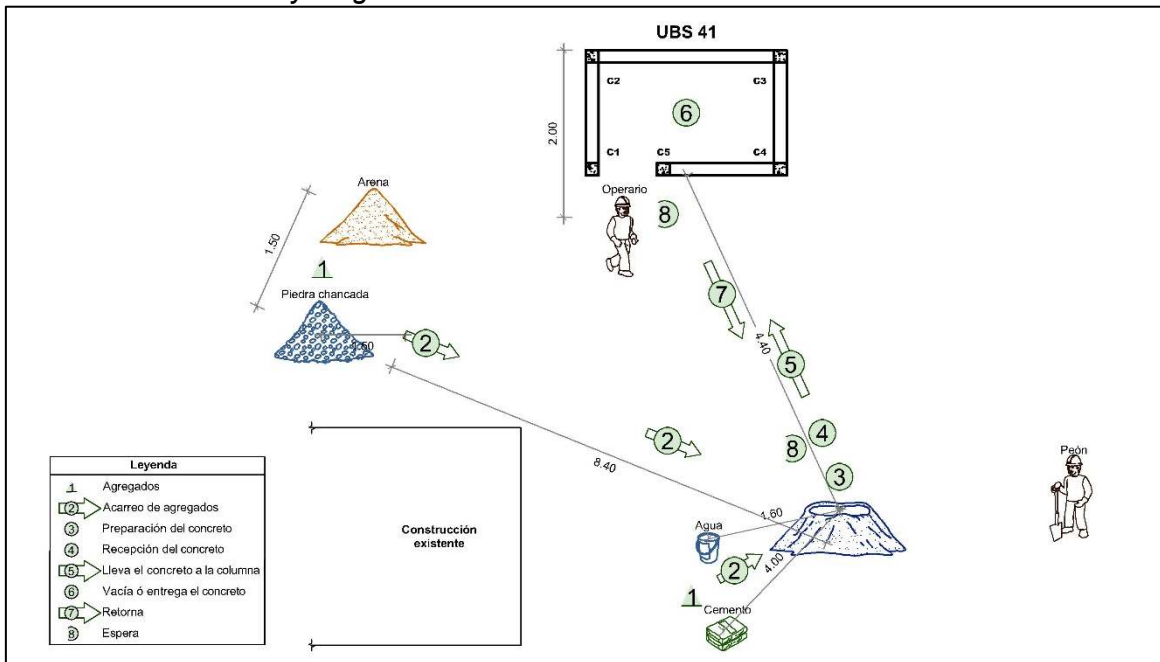 UBS 41
C2
C3
6
2.00
C1
C5
C4
Arena
Operario
8
1.50
1
Piedra chancada
7
2
1.50
4.40
5
2
4
8
Peón
8.40
3
Leyenda
1 Agregados
2 Acarreo de agregados
3 Preparación del concreto
4 Recepción del concreto
5 Lleva el concreto a la columna
6 Vacía ó entrega el concreto
7 Retorna
8 Espera
Construcción
existente
Agua
1.60
2
4.00
1
Cemento